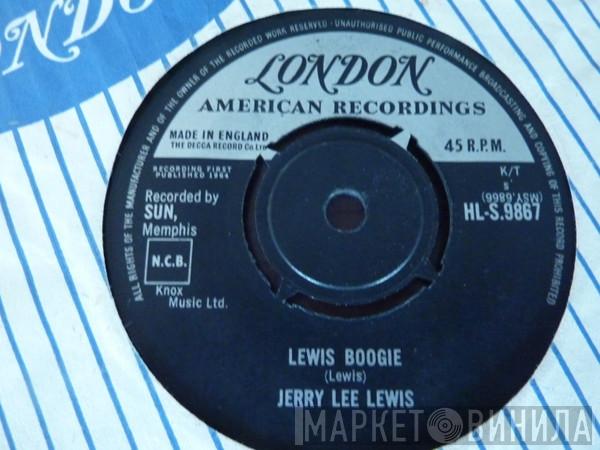 LONDON
ALL RIGHTS OF THE MANUFACTURER AND OF THE OWNER OF THE RECORDED WORK RESERVED · UNAUTHORISED PUBLIC PERFORMANCE BROADCASTING AND COPYING OF THIS RECORD PROHIBITED
LONDON
AMERICAN RECORDINGS
MADE IN ENGLAND
THE DECCA RECORD Co Ltd
45 R.P.M.
RECORDING FIRST
PUBLISHED 1964
K/T
s
(MSY.6866)
HL-S.9867
Recorded by
SUN,
Memphis
N.C.B.
Knox
Music Ltd.
LEWIS BOOGIE
(Lewis)
JERRY LEE LEWIS
МАРКЕТ ВИНИЛА